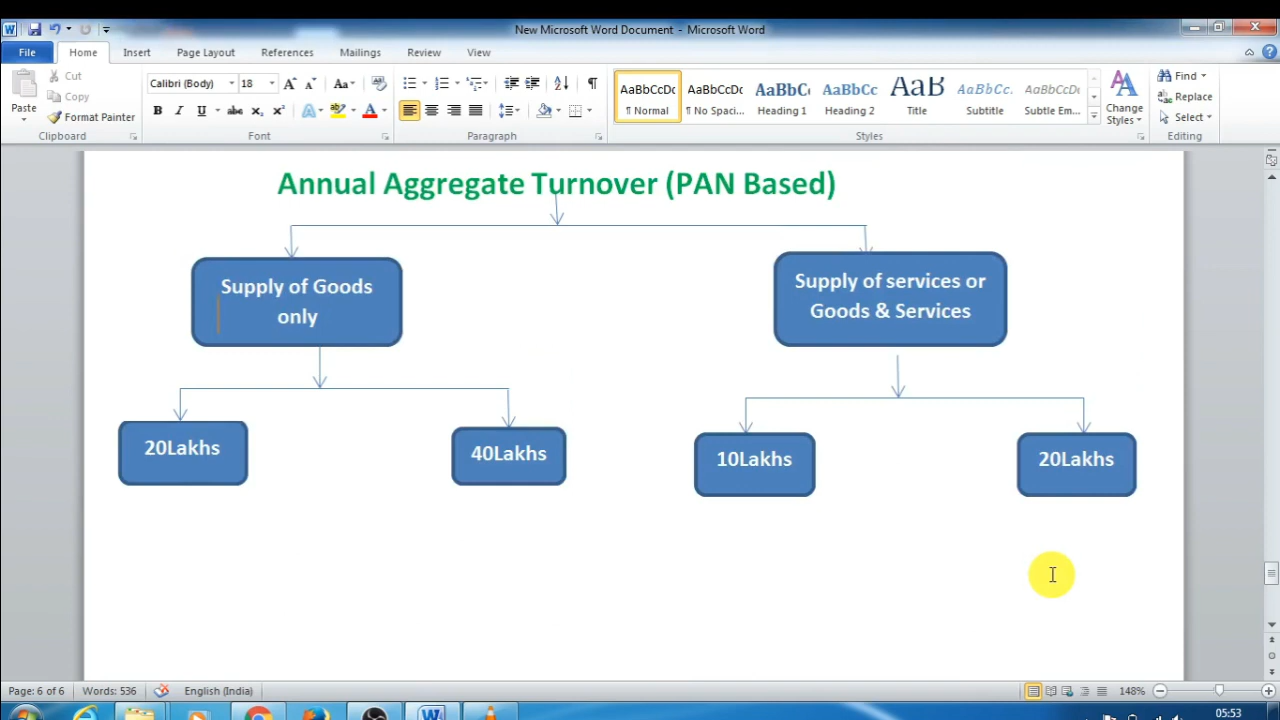 New Microsoft Word Document - Microsoft Word
File Home Insert Page Layout References Mailings Review View
Paste
Cut
Copy
Format Painter
Clipboard
Calibri (Body) 18
Font
Paragraph
AaBbCcDc AaBbCcDc AaBbCc AaBbCc AaB AaBbCc. AaBbCcDc
¶ Normal ¶ No Spaci... Heading 1 Heading 2 Title Subtitle Subtle Em...
Styles
Change
Styles
Find
Replace
Select
Editing
Annual Aggregate Turnover (PAN Based)
Supply of Goods
only
Supply of services or
Goods & Services
20Lakhs
40Lakhs
10Lakhs
20Lakhs
Page: 6 of 6 Words: 536 English (India) 148%
05:53